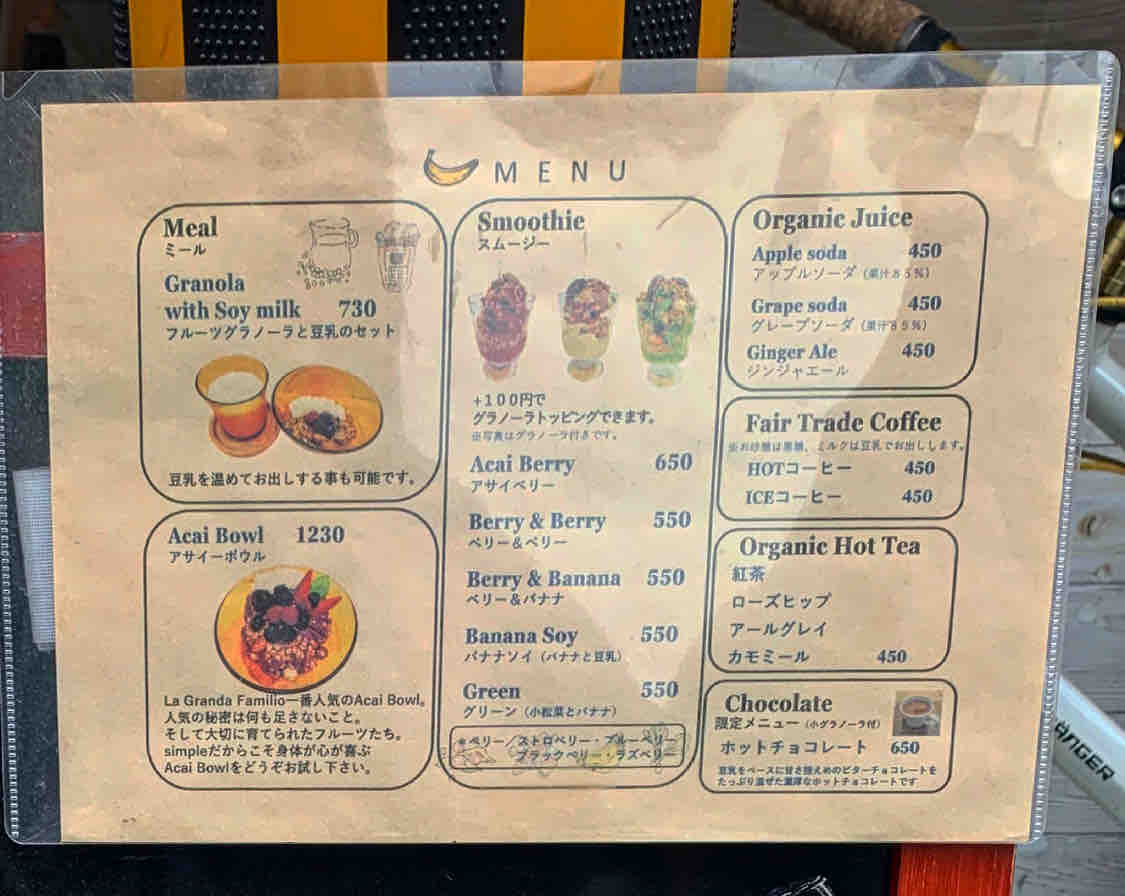 MENU
Meal
ミール
Granola
with Soy milk 730
フルーツグラノーラと豆乳のセット
豆乳を温めてお出しする事も可能です。
Acai Bowl 1230
アサイーボウル
La Granda Familio一番人気のAcai Bowl。
人気の秘密は何も足さないこと。
そして大切に育てられたフルーツたち。
simpleだからこそ身体が心が喜ぶ
Acai Bowlをどうぞお試し下さい。
Smoothie
スムージー
+100円で
グラノーラトッピングできます。
※写真はグラノーラ付きです。
Acai Berry 650
アサイベリー
Berry & Berry 550
ベリー&ベリー
Berry & Banana 550
ベリー&バナナ
Banana Soy 550
バナナソイ（バナナと豆乳）
Green 550
グリーン（小松菜とバナナ）
*ベリー/ストロベリー・ブルーベリー
ブラックベリー・ラズベリー
Organic Juice
Apple soda 450
アップルソーダ（果汁85%）
Grape soda 450
グレープソーダ（果汁85%）
Ginger Ale 450
ジンジャエール
Fair Trade Coffee
※お砂糖は黒糖、ミルクは豆乳でお出しします。
HOTコーヒー 450
ICEコーヒー 450
Organic Hot Tea
紅茶
ローズヒップ
アールグレイ
カモミール 450
Chocolate
限定メニュー（小グラノーラ付）
ホットチョコレート 650
豆乳をベースに甘さ控えめのビターチョコレートを
たっぷり混ぜた濃厚なホットチョコレートです
ANGER